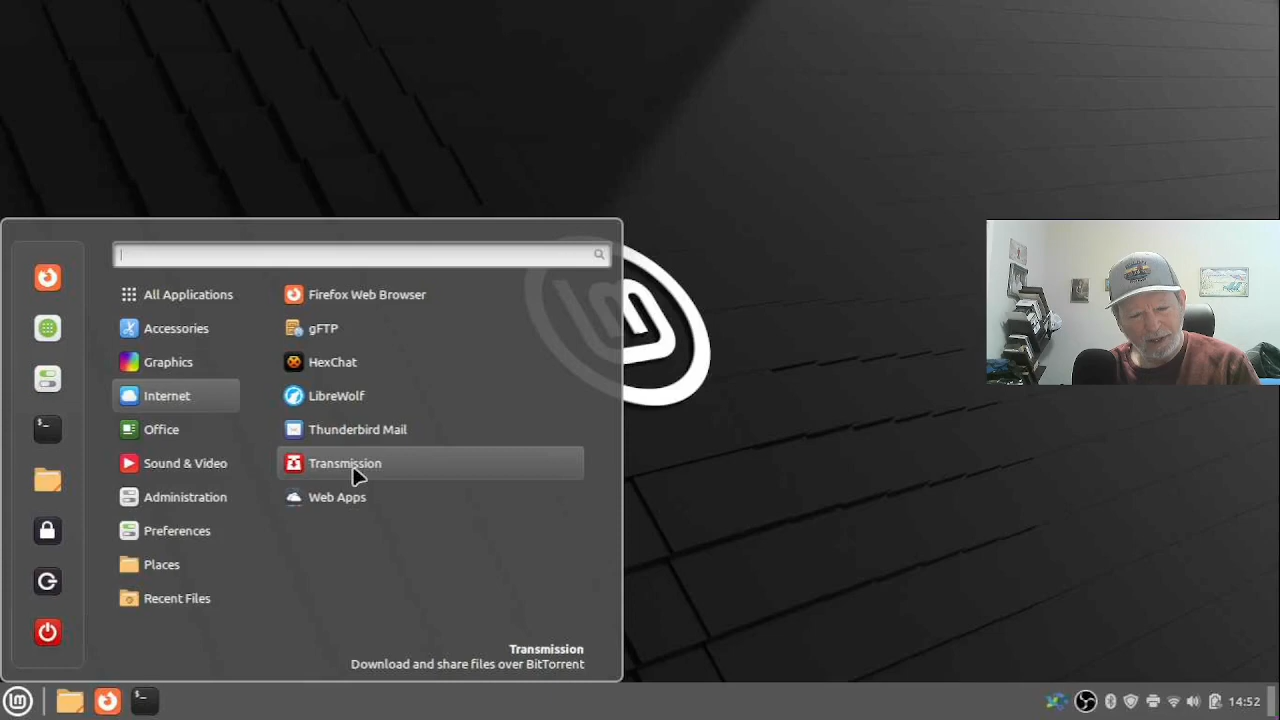 All Applications
Accessories
Graphics
Internet
Office
Sound & Video
Administration
Preferences
Places
Recent Files
Firefox Web Browser
gFTP
HexChat
LibreWolf
Thunderbird Mail
Transmission
Web Apps
Transmission
Download and share files over BitTorrent
14:52